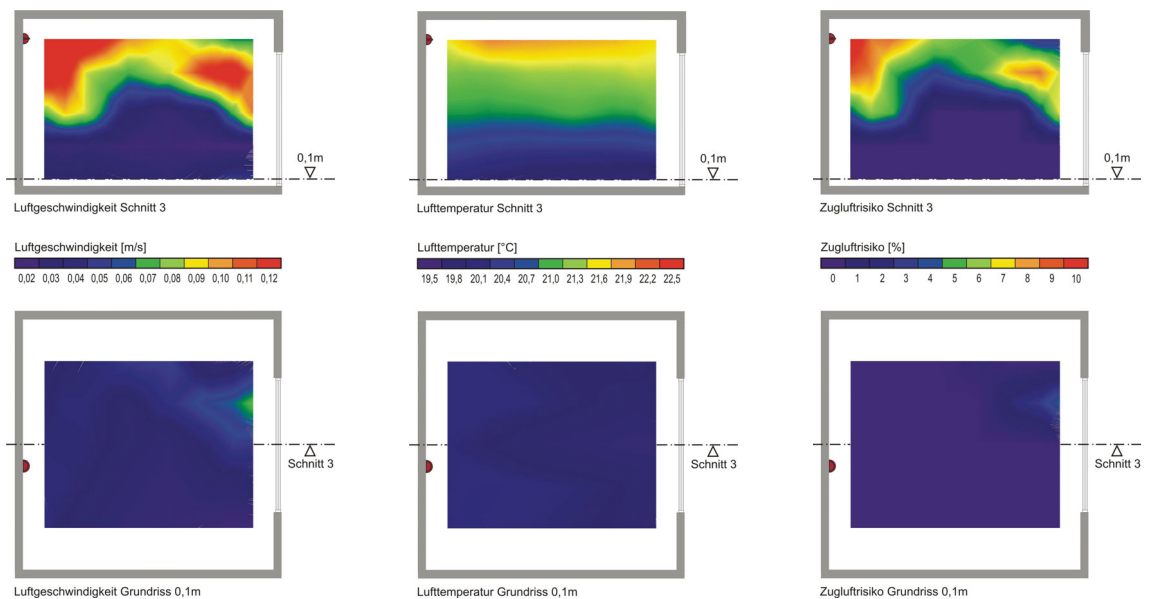 0,1m
0,1m
0,1m
Luftgeschwindigkeit Schnitt 3
Lufttemperatur Schnitt 3
Zugluftrisiko Schnitt 3
Luftgeschwindigkeit [m/s]
0,02 0,03 0,04 0,05 0,06 0,07 0,08 0,09 0,10 0,11 0,12
Lufttemperatur [°C]
19,5 19,8 20,1 20,4 20,7 21,0 21,3 21,6 21,9 22,2 22,5
Zugluftrisiko [%]
0 1 2 3 4 5 6 7 8 9 10
Schnitt 3
Schnitt 3
Schnitt 3
Luftgeschwindigkeit Grundriss 0,1m
Lufttemperatur Grundriss 0,1m
Zugluftrisiko Grundriss 0,1m